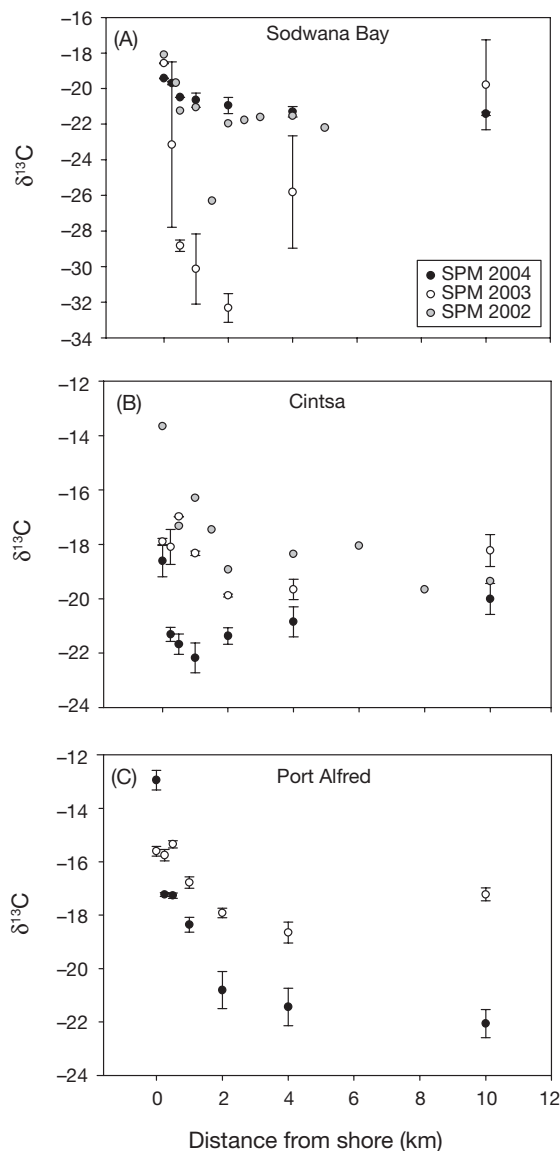 (A) Sodwana Bay
−16
−18
−20
−22
−24
−26
−28
−30
−32
−34
δ13C
SPM 2004
SPM 2003
SPM 2002
(B) Cintsa
−12
−14
−16
−18
−20
−22
−24
δ13C
(C) Port Alfred
−12
−14
−16
−18
−20
−22
−24
δ13C
0 2 4 6 8 10 12
Distance from shore (km)